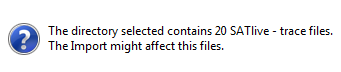 The directory selected contains 20 SATlive - trace files.
The Import might affect this files.